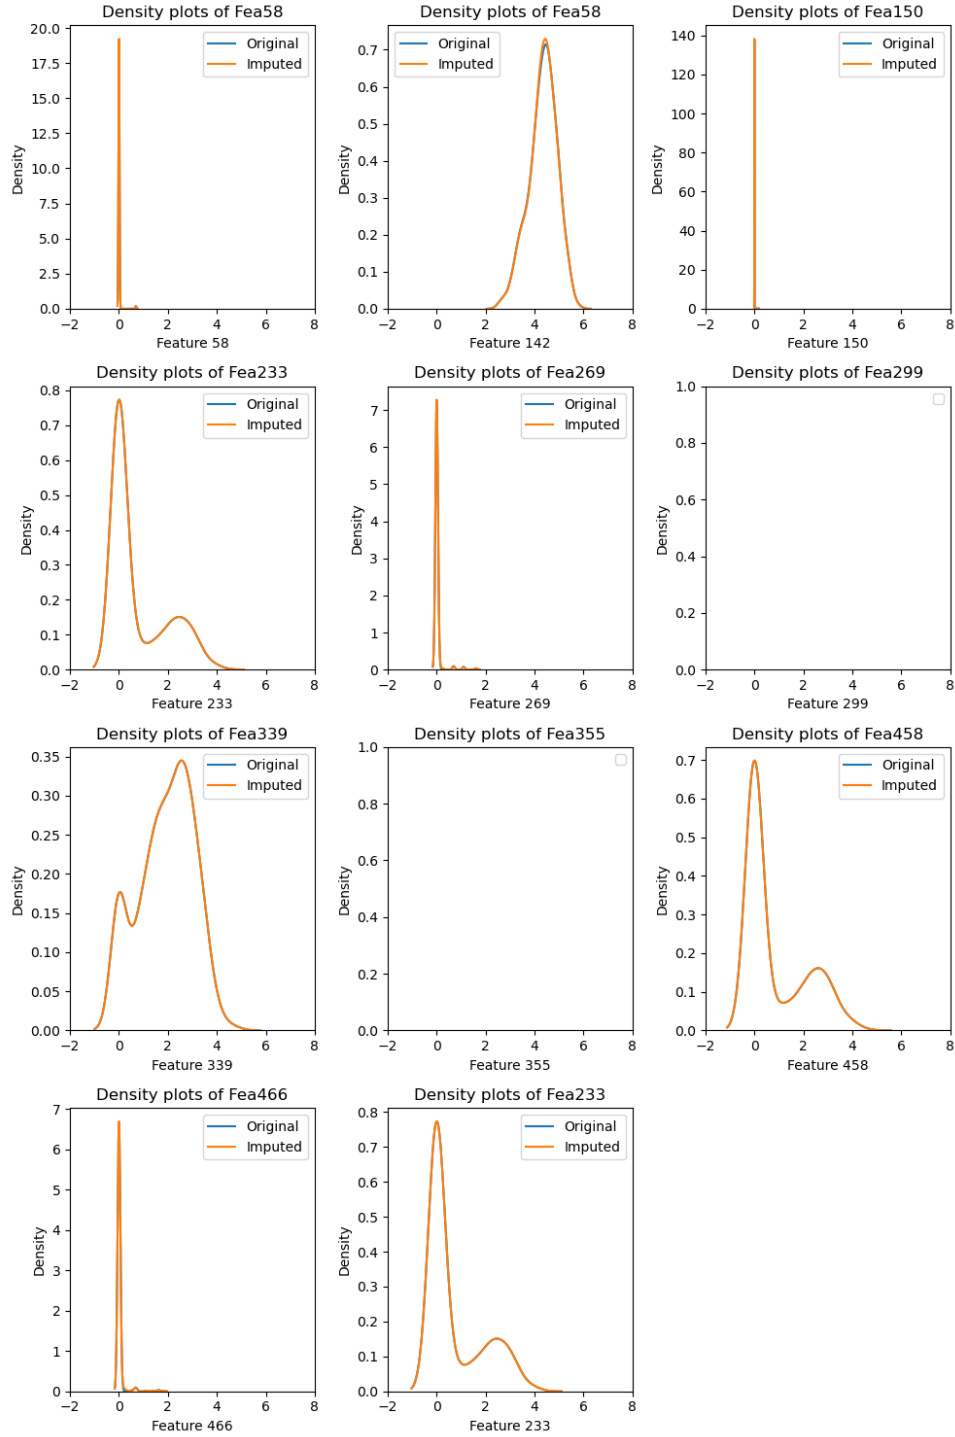 Density plots of Fea58
20.0
17.5
15.0
12.5
10.0
7.5
5.0
2.5
0.0
Density
Original
Imputed
−2 0 2 4 6 8
Feature 58
Density plots of Fea58
0.7
0.6
0.5
0.4
0.3
0.2
0.1
0.0
Density
Original
Imputed
−2 0 2 4 6 8
Feature 142
Density plots of Fea150
140
120
100
80
60
40
20
0
Density
Original
Imputed
−2 0 2 4 6 8
Feature 150
Density plots of Fea233
0.8
0.7
0.6
0.5
0.4
0.3
0.2
0.1
0.0
Density
Original
Imputed
−2 0 2 4 6 8
Feature 233
Density plots of Fea269
7
6
5
4
3
2
1
0
Density
Original
Imputed
−2 0 2 4 6 8
Feature 269
Density plots of Fea299
1.0
0.8
0.6
0.4
0.2
0.0
Density
−2 0 2 4 6 8
Feature 299
Density plots of Fea339
0.35
0.30
0.25
0.20
0.15
0.10
0.05
0.00
Density
Original
Imputed
−2 0 2 4 6 8
Feature 339
Density plots of Fea355
1.0
0.8
0.6
0.4
0.2
0.0
Density
−2 0 2 4 6 8
Feature 355
Density plots of Fea458
0.7
0.6
0.5
0.4
0.3
0.2
0.1
0.0
Density
Original
Imputed
−2 0 2 4 6 8
Feature 458
Density plots of Fea466
7
6
5
4
3
2
1
0
Density
Original
Imputed
−2 0 2 4 6 8
Feature 466
Density plots of Fea233
0.8
0.7
0.6
0.5
0.4
0.3
0.2
0.1
0.0
Density
Original
Imputed
−2 0 2 4 6 8
Feature 233